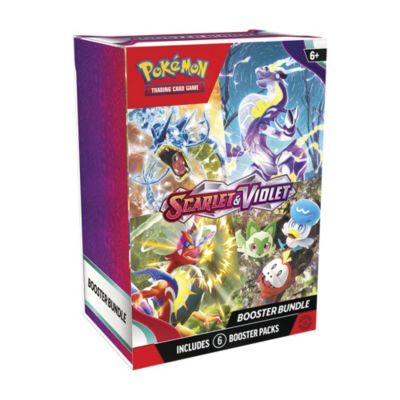 POKéMON
TRADING CARD GAME
6+
SCARLET & VIOLET
BOOSTER BUNDLE
INCLUDES 6 BOOSTER PACKS
BOOSTER BUNDLE